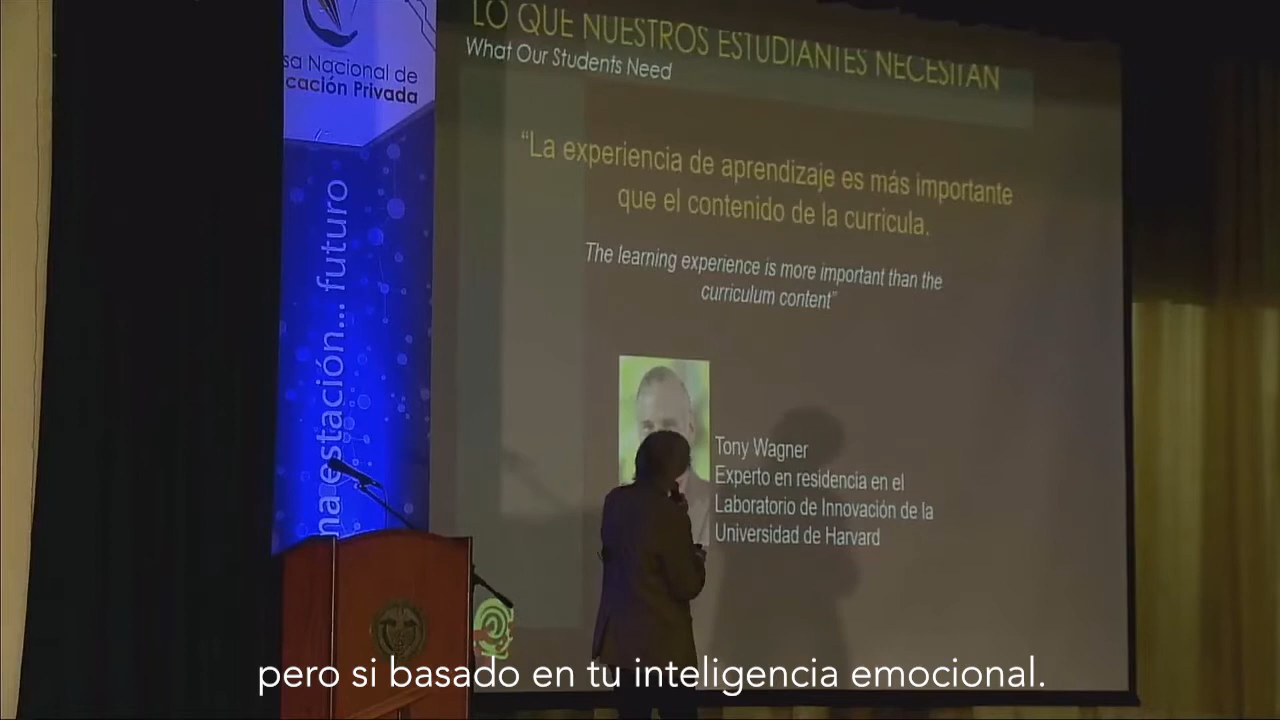 LO QUE NUESTROS ESTUDIANTES NECESITAN
What Our Students Need
sa Nacional de
cación Privada
“La experiencia de aprendizaje es más importante
que el contenido de la currícula.
The learning experience is more important than the
curriculum content”
na estación... futuro
Tony Wagner
Experto en residencia en el
Laboratorio de Innovación de la
Universidad de Harvard
pero si basado en tu inteligencia emocional.